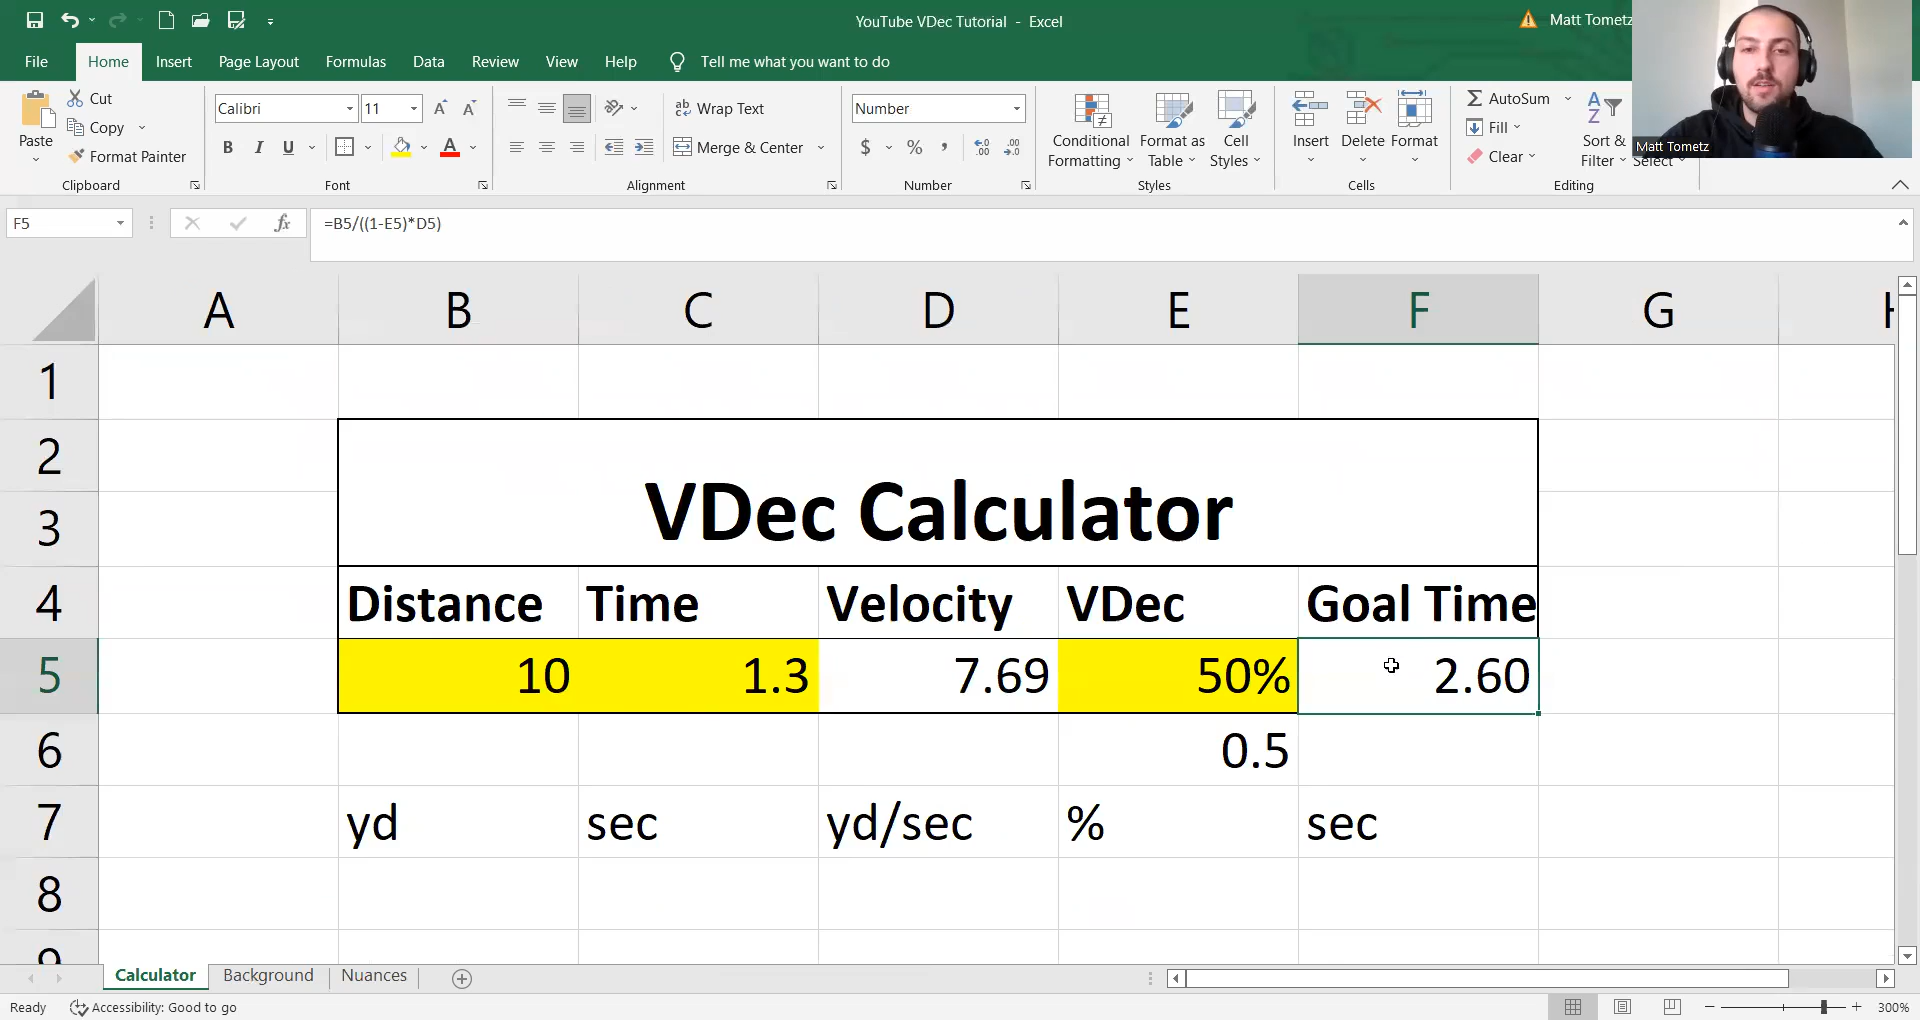 YouTube VDec Tutorial - Excel
Matt Tometz
File Home Insert Page Layout Formulas Data Review View Help Tell me what you want to do
Paste
Cut
Copy
Format Painter
Clipboard
Calibri 11 A A
B I U A
Font
ab Wrap Text
Merge & Center
Alignment
Number
$ % ,
Number
Conditional Formatting
Format as Table
Cell Styles
Styles
Insert Delete Format
Cells
AutoSum
Fill
Clear
Sort & Filter
Select
Editing
Matt Tometz
F5
fx
=B5/((1-E5)*D5)
A B C D E F G
1
2
3
VDec Calculator
4 Distance Time Velocity VDec Goal Time
5 10 1.3 7.69 50% 2.60
6 0.5
7 yd sec yd/sec % sec
8
9
Calculator Background Nuances
Ready Accessibility: Good to go
300%